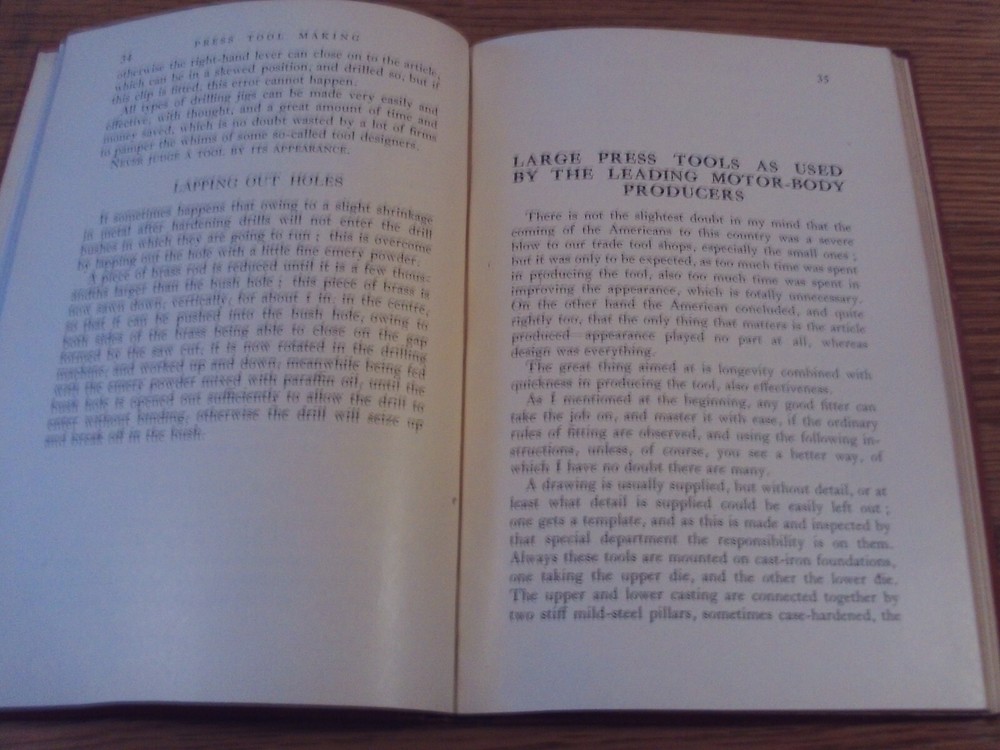 34
PRESS TOOL MAKING
otherwise the right-hand lever can close on to the article,
which can be in a skewed position, and drilled so, but if
this clip is fitted, this error cannot happen.
All types of drilling jigs can be made very easily and
effective, with thought, and a great amount of time and
money saved, which is no doubt wasted by a lot of firms
to pamper the whims of some so-called tool designers.
NEVER JUDGE A TOOL BY ITS APPEARANCE.
LAPPING OUT HOLES
It sometimes happens that owing to a slight shrinkage
in metal after hardening drills will not enter the drill
bushes in which they are going to run ; this is overcome
by lapping out the hole with a little fine emery powder.
A piece of brass rod is reduced until it is a few thous-
andths larger than the bush hole ; this piece of brass is
now sawn down, vertically, for about 1 in. in the centre,
so that it can be pushed into the bush hole, owing to
both sides of the brass being able to close on the gap
formed by the saw cut. It is now rotated in the drilling
machine, and worked up and down, meanwhile being fed
with the emery powder mixed with paraffin oil, until the
bush hole is opened out sufficiently to allow the drill to
enter without binding, otherwise the drill will seize up
and break off in the bush.
35
LARGE PRESS TOOLS AS USED
BY THE LEADING MOTOR-BODY
PRODUCERS
There is not the slightest doubt in my mind that the
coming of the Americans to this country was a severe
blow to our trade tool shops, especially the small ones ;
but it was only to be expected, as too much time was spent
in producing the tool, also too much time was spent in
improving the appearance, which is totally unnecessary.
On the other hand the American concluded, and quite
rightly too, that the only thing that matters is the article
produced—appearance played no part at all, whereas
design was everything.
The great thing aimed at is longevity combined with
quickness in producing the tool, also effectiveness.
As I mentioned at the beginning, any good fitter can
take the job on, and master it with ease, if the ordinary
rules of fitting are observed, and using the following in-
structions, unless, of course, you see a better way, of
which I have no doubt there are many.
A drawing is usually supplied, but without detail, or at
least what detail is supplied could be easily left out ;
one gets a template, and as this is made and inspected by
that special department the responsibility is on them.
Always these tools are mounted on cast-iron foundations,
one taking the upper die, and the other the lower die.
The upper and lower casting are connected together by
two stiff mild-steel pillars, sometimes case-hardened, the